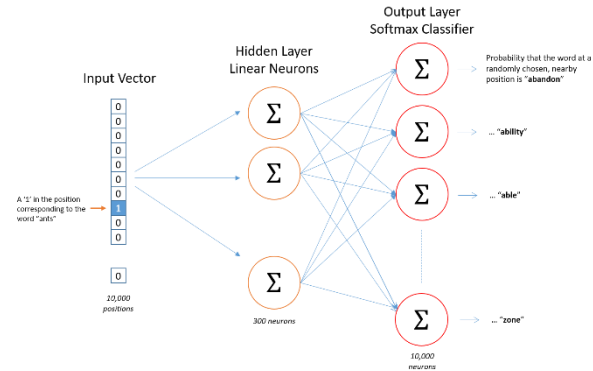 Output Layer
Softmax Classifier
Hidden Layer
Linear Neurons
Input Vector
Probability that the word at a
randomly chosen, nearby
position is "abandon"
0
0
0
0
0
0
0
1
0
0
0
A '1' in the position
corresponding to the
word "ants"
10,000
positions
Σ
Σ
Σ
300 neurons
Σ
Σ
Σ
Σ
10,000
neurons
... "ability"
... "able"
... "zone"